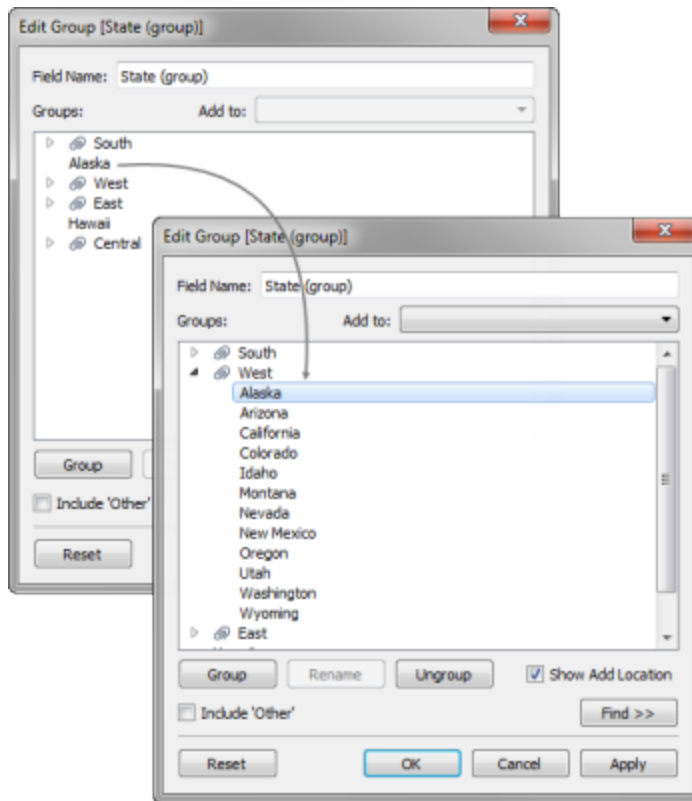 Edit Group [State (group)]
Field Name: State (group)
Groups: Add to:
South
Alaska
West
East
Hawaii
Central
Group
Include 'Other'
Reset
Edit Group [State (group)]
Field Name: State (group)
Groups: Add to:
South
West
Alaska
Arizona
California
Colorado
Idaho
Montana
Nevada
New Mexico
Oregon
Utah
Washington
Wyoming
East
Group Rename Ungroup Show Add Location
Include 'Other' Find >>
Reset OK Cancel Apply